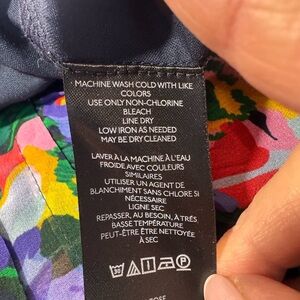 MACHINE WASH COLD WITH LIKE
COLORS
USE ONLY NON-CHLORINE
BLEACH
LINE DRY
LOW IRON AS NEEDED
MAY BE DRY CLEANED
LAVER À LA MACHINE À L'EAU
FROIDE AVEC COULEURS
SIMILAIRES
UTILISER UN AGENT DE
BLANCHIMENT SANS CHLORE SI
NÉCESSAIRE
LIGNE SEC
REPASSER, AU BESOIN, À TRÈS
BASSE TEMPÉRATURE
PEUT-ÊTRE ÊTRE NETTOYÉE
À SEC